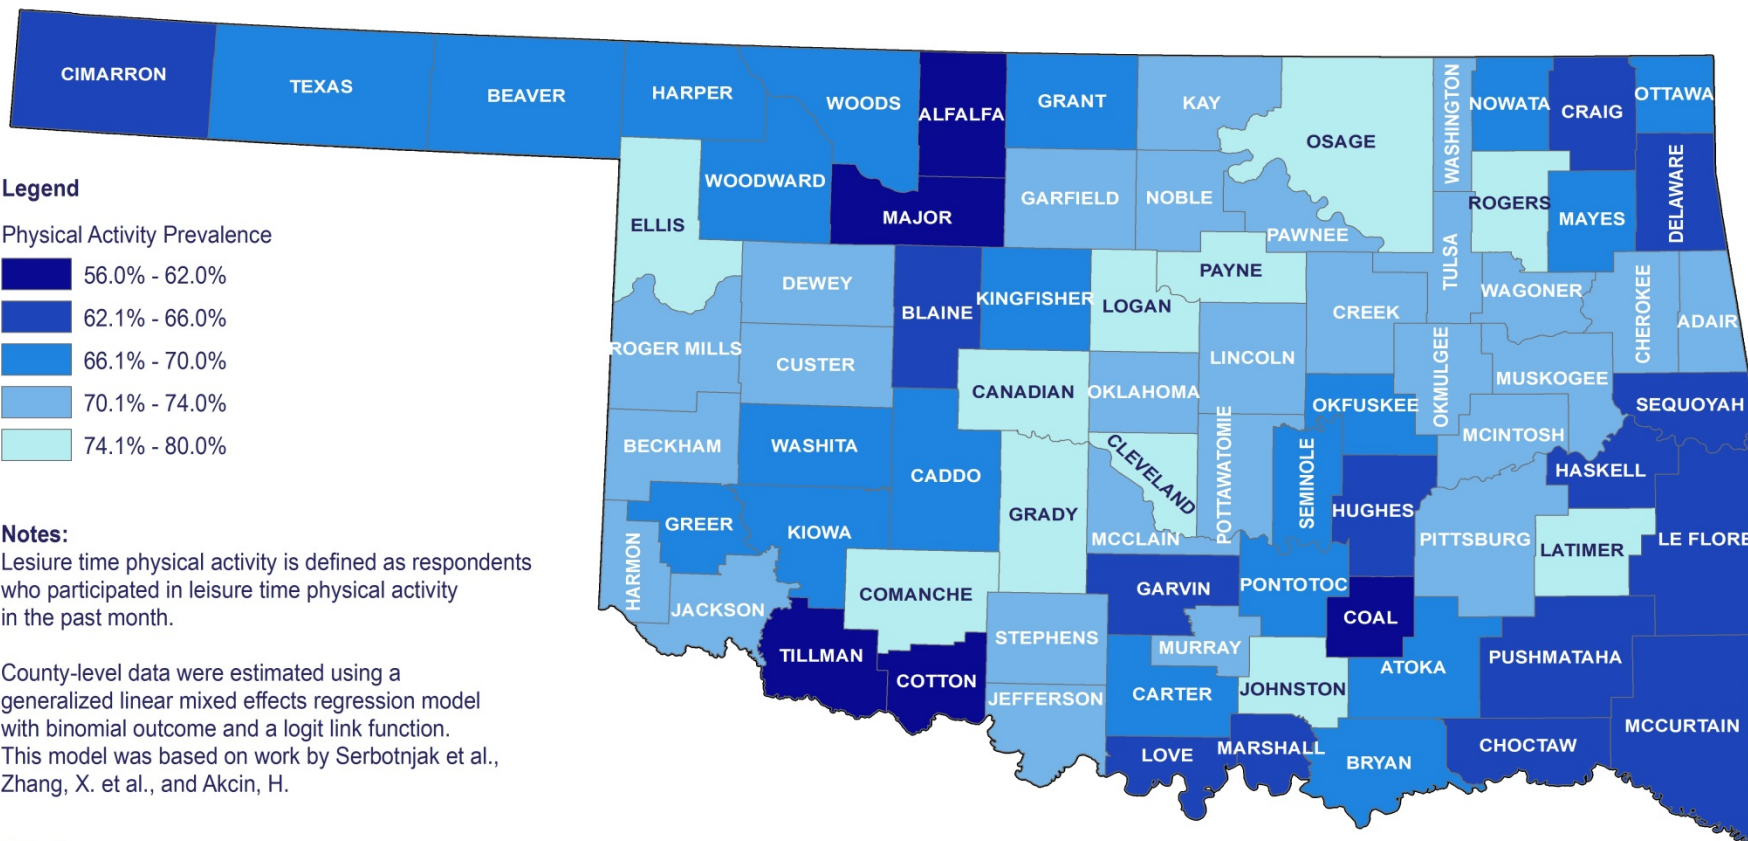 CIMARRON
TEXAS
BEAVER
HARPER
WOODS
ALFALFA
GRANT
KAY
OSAGE
WASHINGTON
NOWATA
CRAIG
OTTAWA
DELAWARE
WOODWARD
MAJOR
GARFIELD
NOBLE
PAWNEE
ROGERS
MAYES
ELLIS
TULSA
PAYNE
DEWEY
BLAINE
KINGFISHER
LOGAN
CREEK
WAGONER
CHEROKEE
ADAIR
ROGER MILLS
CUSTER
CANADIAN
OKLAHOMA
LINCOLN
OKMULGEE
MUSKOGEE
SEQUOYAH
BECKHAM
WASHITA
CADDO
CLEVELAND
POTTAWATOMIE
OKFUSKEE
MCINTOSH
SEMINOLE
HASKELL
GREER
KIOWA
GRADY
MCCLAIN
HUGHES
PITTSBURG
LATIMER
LE FLORE
HARMON
JACKSON
COMANCHE
GARVIN
PONTOTOC
COAL
TILLMAN
COTTON
STEPHENS
MURRAY
ATOKA
PUSHMATAHA
JEFFERSON
CARTER
JOHNSTON
MCCURTAIN
LOVE
MARSHALL
BRYAN
CHOCTAW
Legend
Physical Activity Prevalence
56.0% - 62.0%
62.1% - 66.0%
66.1% - 70.0%
70.1% - 74.0%
74.1% - 80.0%
Notes:
Lesiure time physical activity is defined as respondents
who participated in leisure time physical activity
in the past month.
County-level data were estimated using a
generalized linear mixed effects regression model
with binomial outcome and a logit link function.
This model was based on work by Serbotnjak et al.,
Zhang, X. et al., and Akcin, H.